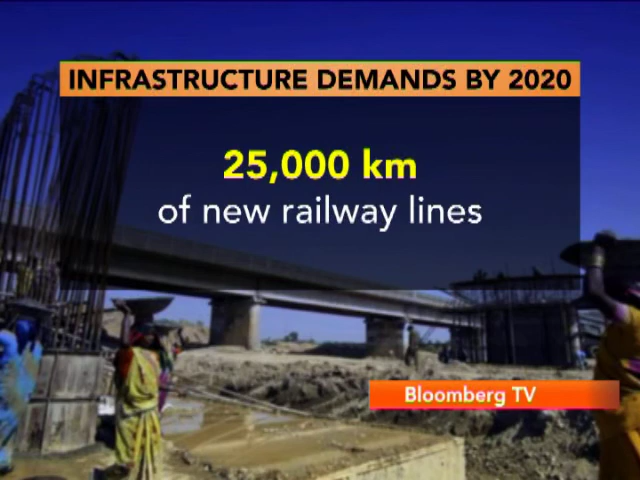 INFRASTRUCTURE DEMANDS BY 2020
25,000 km
of new railway lines
Bloomberg TV